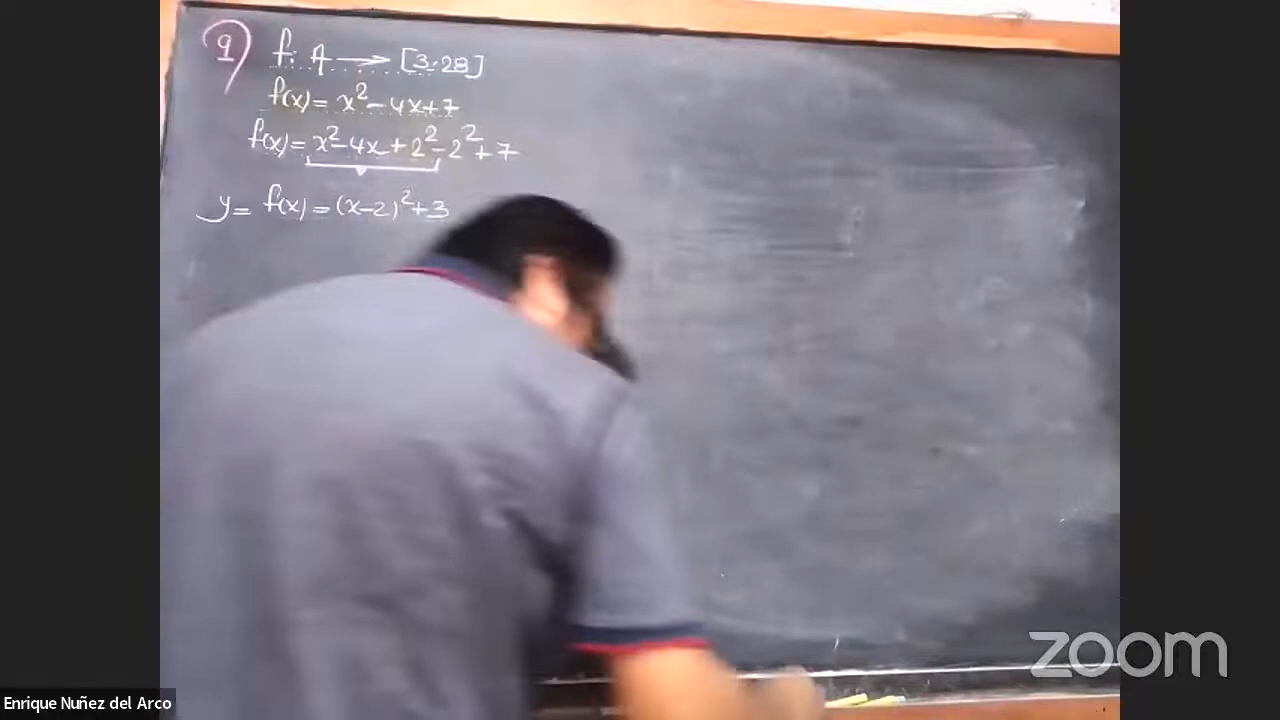 9) f: A → [3;28]
f(x) = x² - 4x + 7
f(x) = x² - 4x + 2² - 2² + 7
y = f(x) = (x-2)² + 3
zoom
Enrique Nuñez del Arco